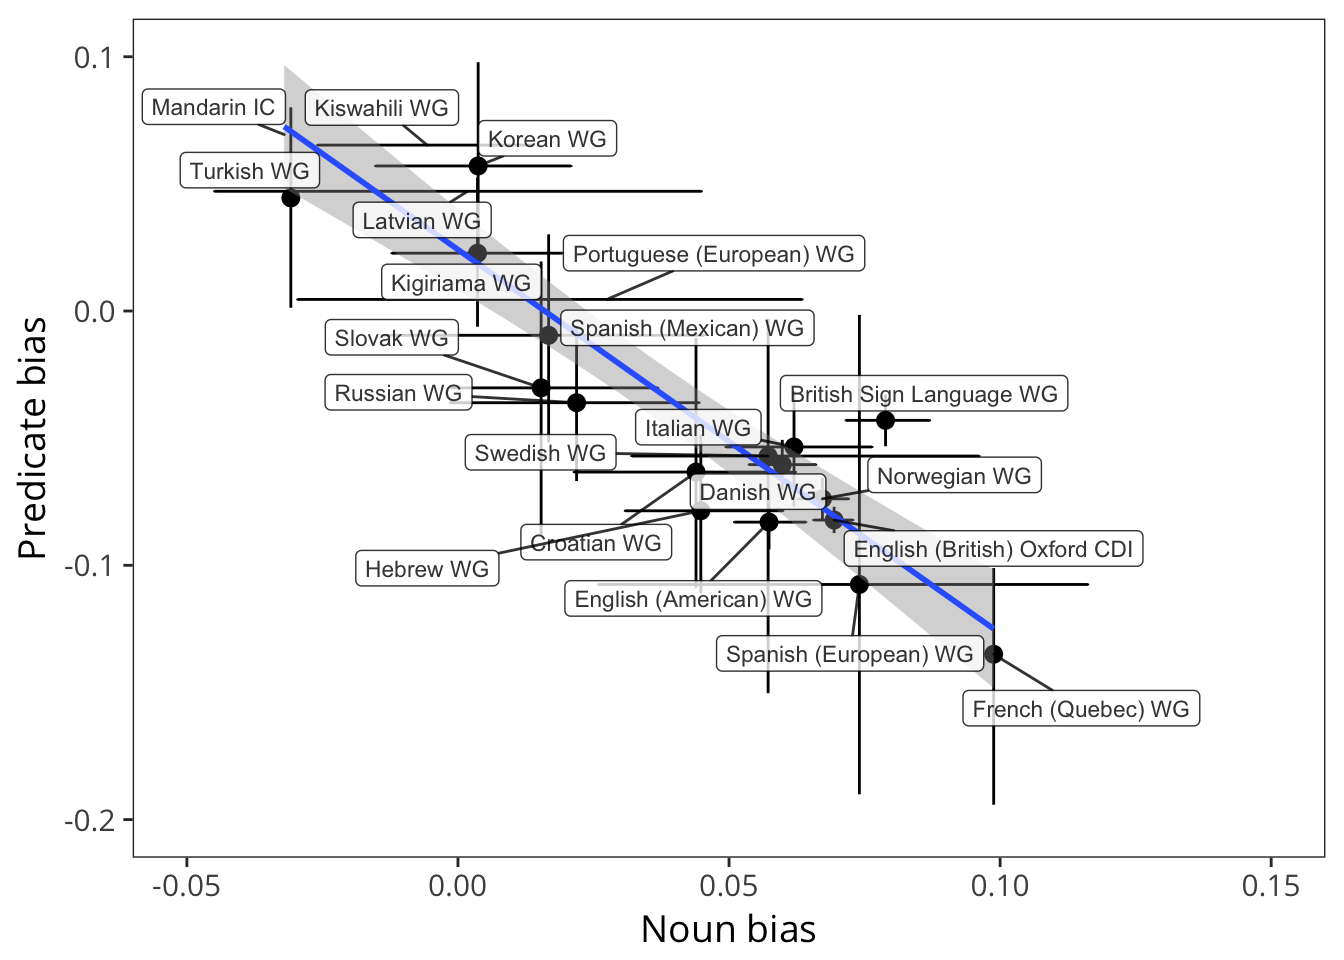 0.1
0.0
-0.1
-0.2
Predicate bias
Mandarin IC
Kiswahili WG
Korean WG
Turkish WG
Latvian WG
Portuguese (European) WG
Kigiriama WG
Slovak WG
Spanish (Mexican) WG
Russian WG
British Sign Language WG
Italian WG
Swedish WG
Norwegian WG
Danish WG
Croatian WG
English (British) Oxford CDI
Hebrew WG
English (American) WG
Spanish (European) WG
French (Quebec) WG
-0.05
0.00
0.05
0.10
0.15
Noun bias